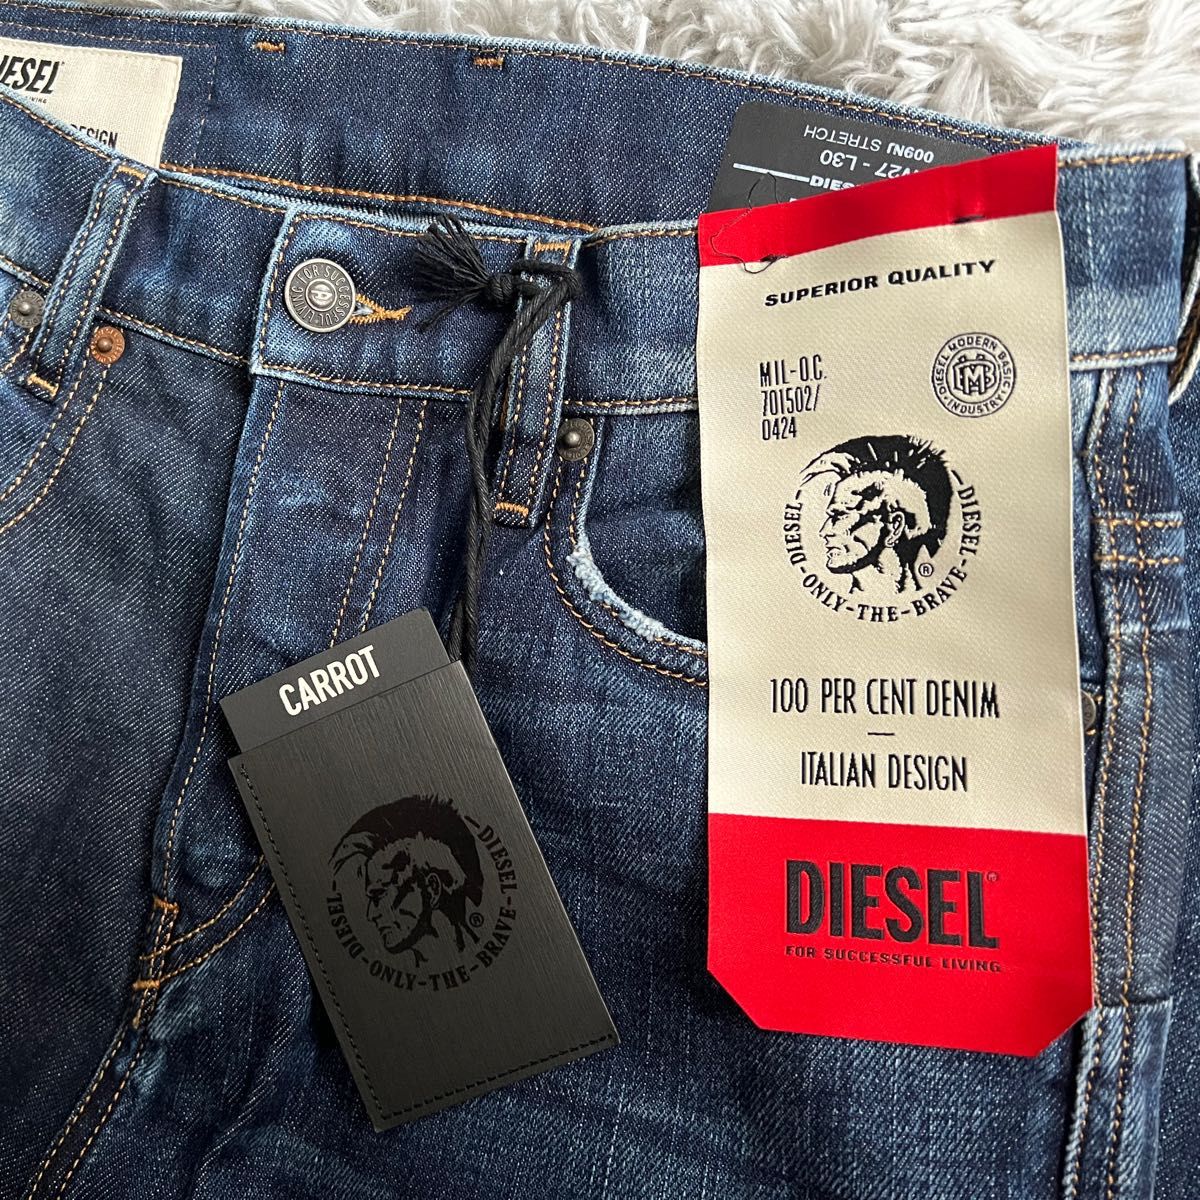 DIESEL
LIVING
DESIGN
009NJ STRETCH
W27 - L30
FOR SUCCESSFUL LIVING
SUPERIOR QUALITY
MIL-O.C.
701502/
0424
DIESEL MODERN BASIC
INDUSTRY
DIESEL-ONLY-THE-BRAVE-DIESEL
®
100 PER CENT DENIM
—
ITALIAN DESIGN
DIESEL®
FOR SUCCESSFUL LIVING
CARROT
DIESEL-ONLY-THE-BRAVE-DIESEL
®